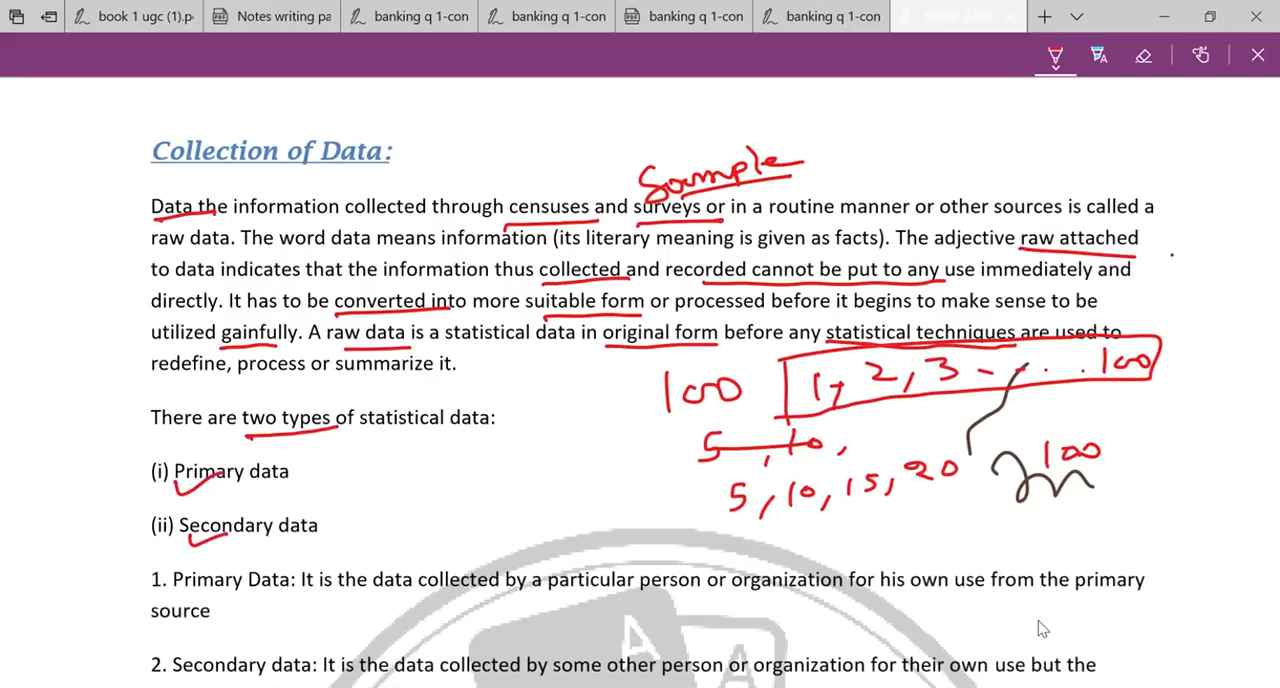 book 1 ugc (1).p
Notes writing pa
banking q 1-con
banking q 1-con
banking q 1-con
banking q 1-con
Collection of Data:
Sample
Data the information collected through censuses and surveys or in a routine manner or other sources is called a
raw data. The word data means information (its literary meaning is given as facts). The adjective raw attached
to data indicates that the information thus collected and recorded cannot be put to any use immediately and
directly. It has to be converted into more suitable form or processed before it begins to make sense to be
utilized gainfully. A raw data is a statistical data in original form before any statistical techniques are used to
redefine, process or summarize it.
100 1, 2, 3 - - . . . 100
There are two types of statistical data:
5, 10,
100
(i) Primary data
5, 10, 15, 20
(ii) Secondary data
1. Primary Data: It is the data collected by a particular person or organization for his own use from the primary
source
A
A
2. Secondary data: It is the data collected by some other person or organization for their own use but the